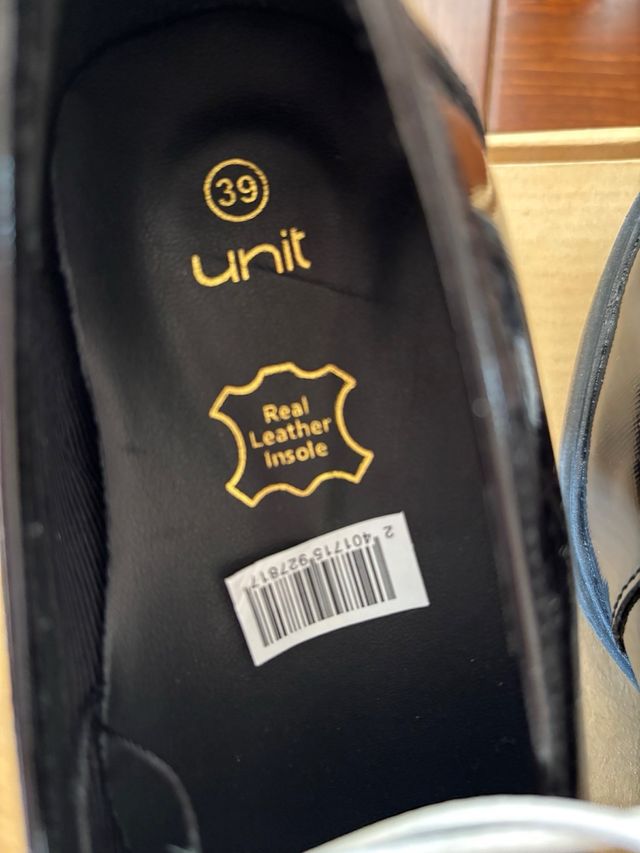 39
unit
Real
Leather
Insole
2 401715 927817